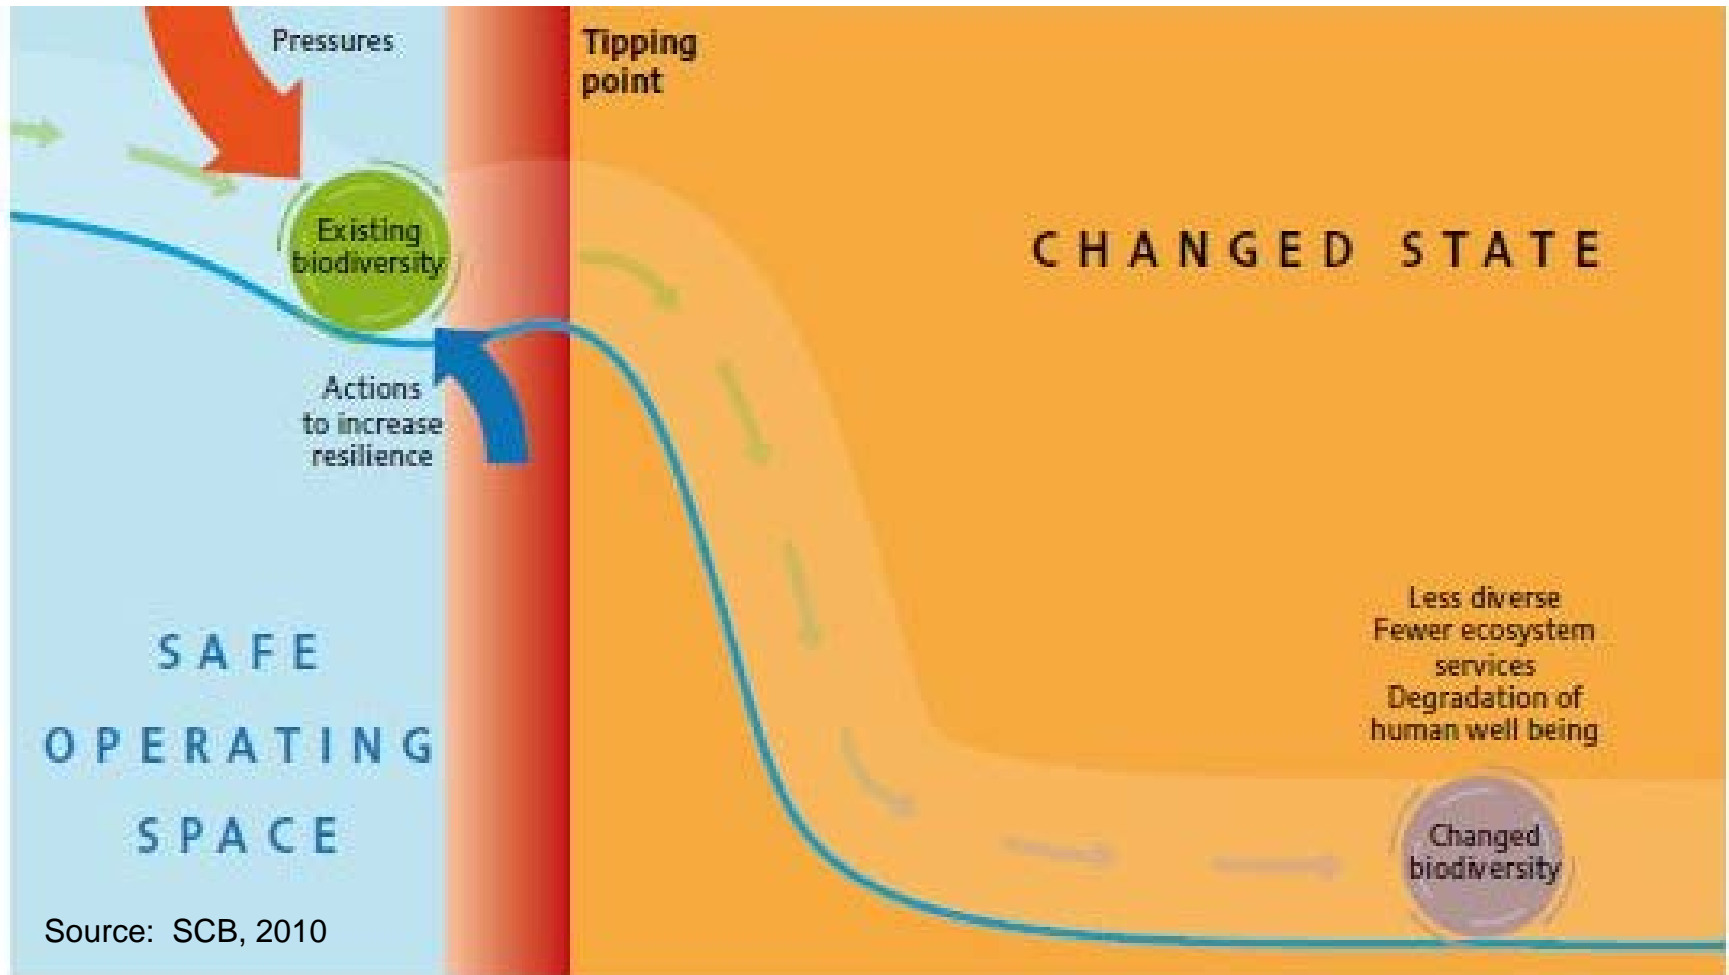 Pressures
Tipping
point
Existing
biodiversity
CHANGED STATE
Actions
to increase
resilience
SAFE
OPERATING
SPACE
Less diverse
Fewer ecosystem
services
Degradation of
human well being
Changed
biodiversity
Source: SCB, 2010